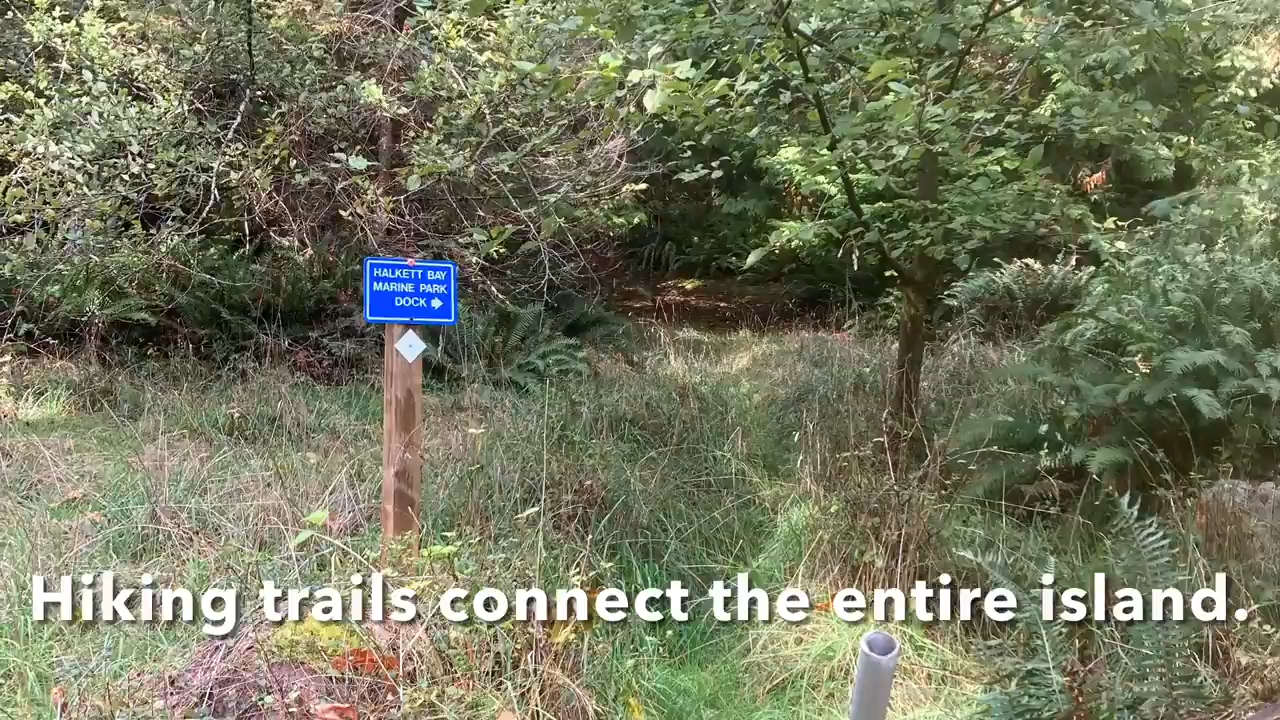 HALKETT BAY
MARINE PARK
DOCK
Hiking trails connect the entire island.